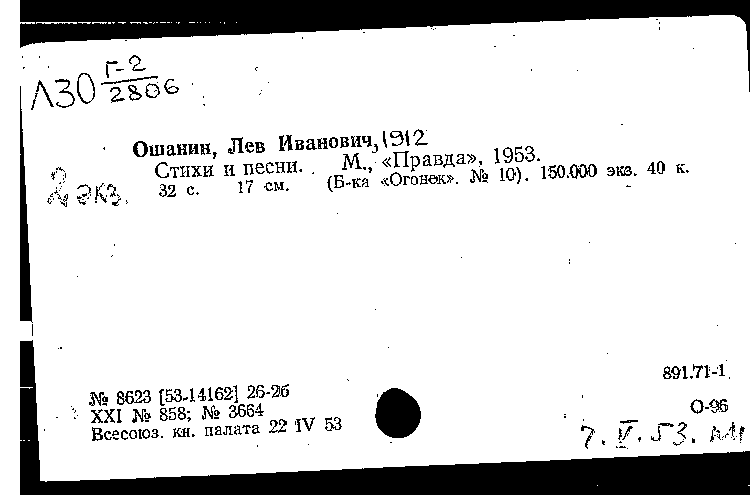 Л30 Г-2/2806
Ошанин, Лев Иванович, 1912
Стихи и песни. М., «Правда», 1953.
2 экз.
32 с. 17 см. (Б-ка «Огонек». № 10). 150.000 экз. 40 к.
№ 8623 [53-14162] 26-26
XXI № 858; № 3664
Всесоюз. кн. палата 22 IV 53
891.71-1
О-96
7. V. 53.